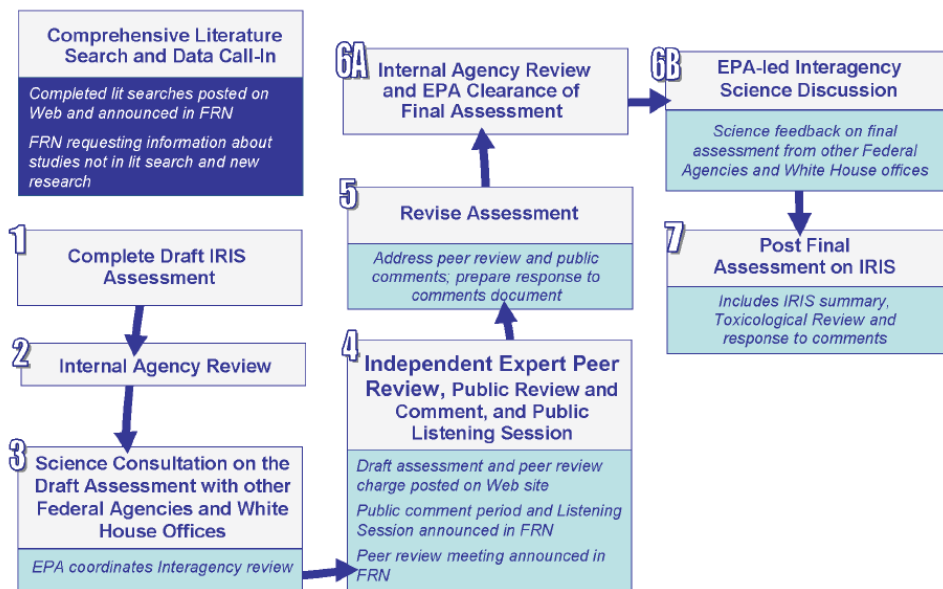 Comprehensive Literature
Search and Data Call-In
Completed lit searches posted on
Web and announced in FRN
FRN requesting information about
studies not in lit search and new
research
1
Complete Draft IRIS
Assessment
2
Internal Agency Review
3
Science Consultation on the
Draft Assessment with other
Federal Agencies and White
House Offices
EPA coordinates Interagency review
4
Independent Expert Peer
Review, Public Review and
Comment, and Public
Listening Session
Draft assessment and peer review
charge posted on Web site
Public comment period and Listening
Session announced in FRN
Peer review meeting announced in
FRN
5
Revise Assessment
Address peer review and public
comments; prepare response to
comments document
6A
Internal Agency Review
and EPA Clearance of
Final Assessment
6B
EPA-led Interagency
Science Discussion
Science feedback on final
assessment from other Federal
Agencies and White House offices
7
Post Final
Assessment on IRIS
Includes IRIS summary,
Toxicological Review and
response to comments